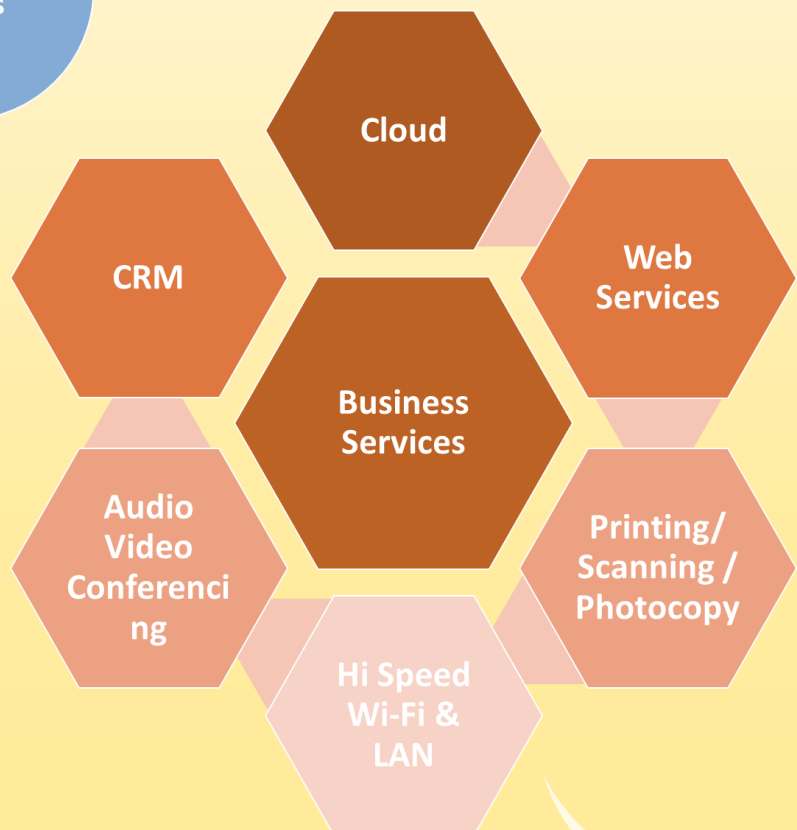 Cloud
CRM
Web
Services
Business
Services
Audio
Video
Conferenci
ng
Printing/
Scanning /
Photocopy
Hi Speed
Wi-Fi &
LAN